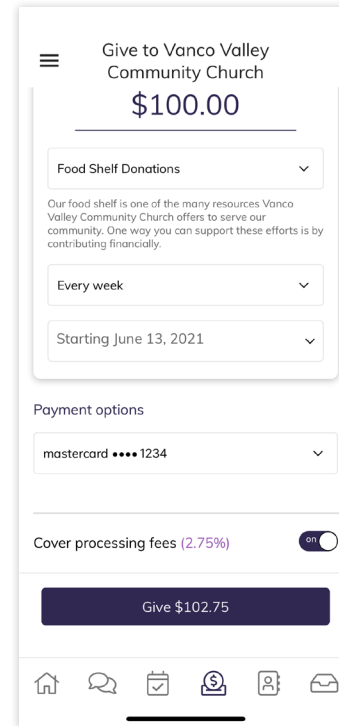 Give to Vanco Valley
Community Church
$100.00
Food Shelf Donations
Our food shelf is one of the many resources Vanco
Valley Community Church offers to serve our
community. One way you can support these efforts is by
contributing financially.
Every week
Starting June 13, 2021
Payment options
mastercard •••• 1234
Cover processing fees (2.75%)
on
Give $102.75